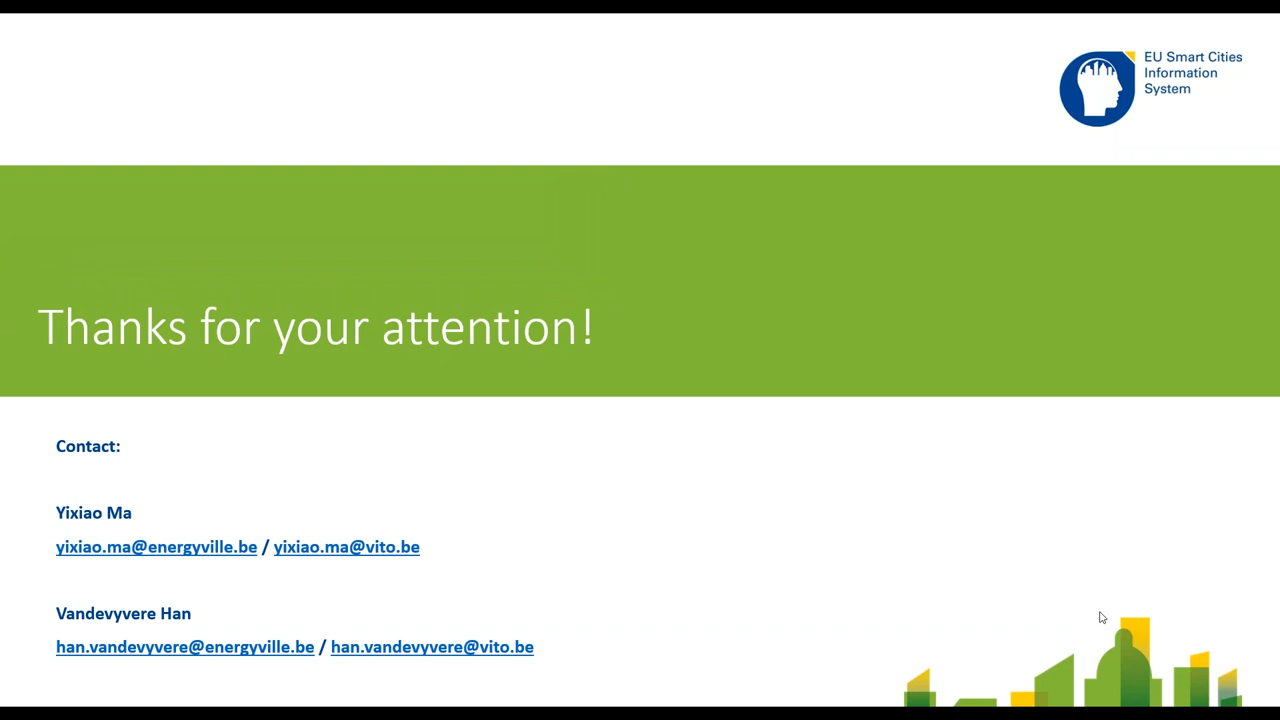 EU Smart Cities
Information
System
Thanks for your attention!
Contact:
Yixiao Ma
yixiao.ma@energyville.be / yixiao.ma@vito.be
Vandevyvere Han
han.vandevyvere@energyville.be / han.vandevyvere@vito.be